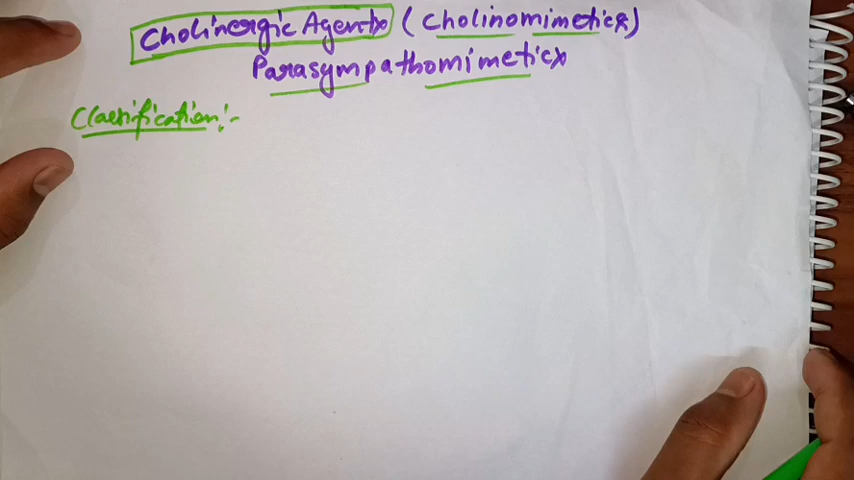 Cholinergic Agents (Cholinomimetics)
Parasympathomimetics
Classification:-